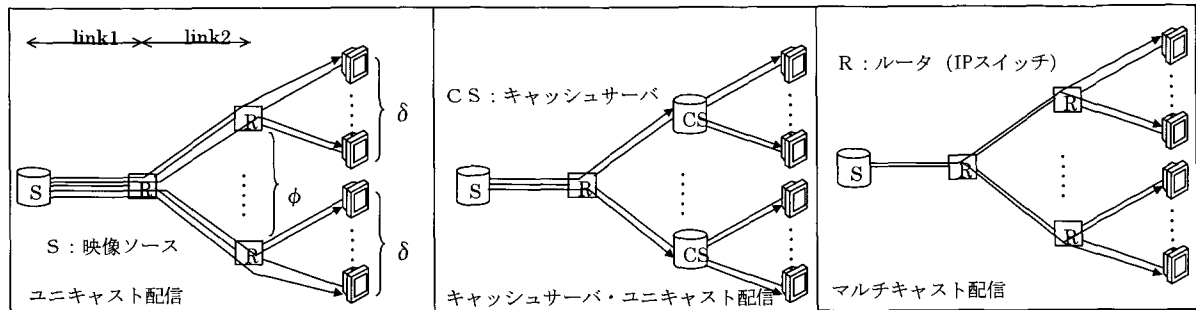 link1
link2
R
δ
R
S
R
φ
R
δ
S：映像ソース
ユニキャスト配信
CS：キャッシュサーバ
CS
S
R
CS
キャッシュサーバ・ユニキャスト配信
R：ルータ（IPスイッチ）
R
S
R
R
マルチキャスト配信